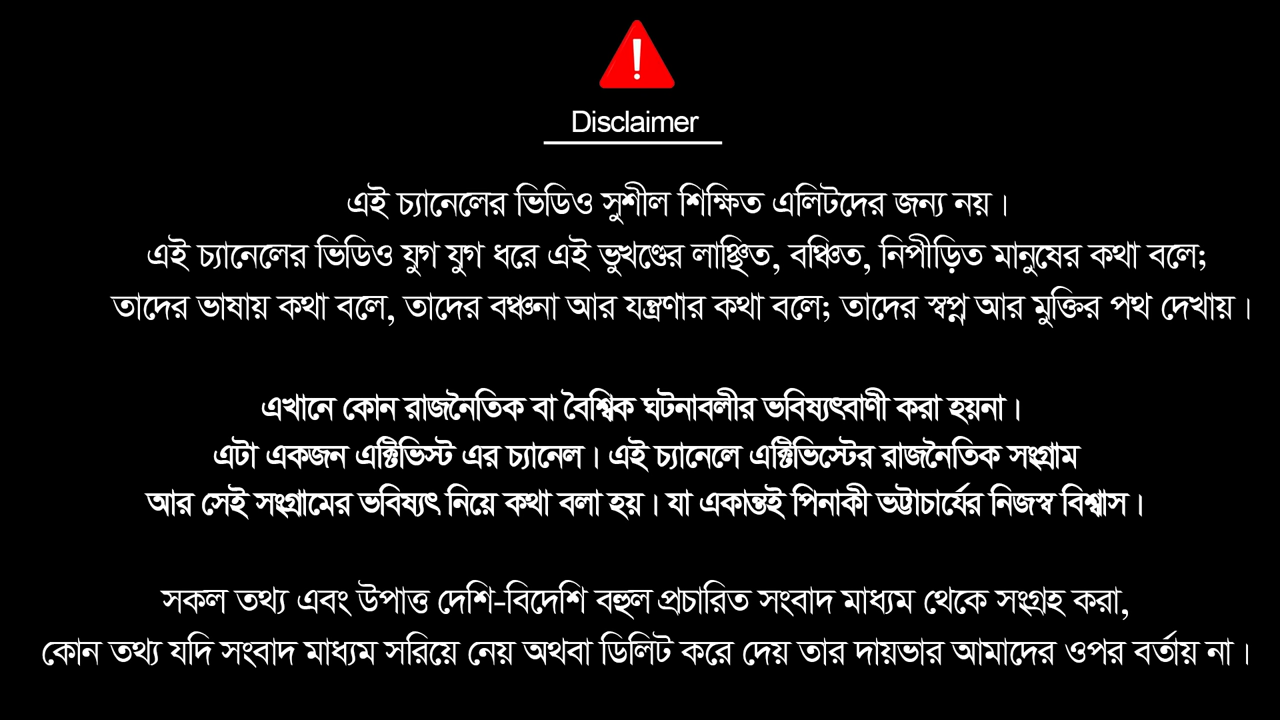 Disclaimer
এই চ্যানেলের ভিডিও সুশীল শিক্ষিত এলিটদের জন্য নয়।
এই চ্যানেলের ভিডিও যুগ যুগ ধরে এই ভুখণ্ডের লাঞ্ছিত, বঞ্চিত, নিপীড়িত মানুষের কথা বলে;
তাদের ভাষায় কথা বলে, তাদের বঞ্চনা আর যন্ত্রণার কথা বলে; তাদের স্বপ্ন আর মুক্তির পথ দেখায়।
এখানে কোন রাজনৈতিক বা বৈশ্বিক ঘটনাবলীর ভবিষ্যৎবাণী করা হয়না।
এটা একজন এক্টিভিস্ট এর চ্যানেল। এই চ্যানেলে এক্টিভিস্টের রাজনৈতিক সংগ্রাম
আর সেই সংগ্রামের ভবিষ্যৎ নিয়ে কথা বলা হয়। যা একান্তই পিনাকী ভট্টাচার্যের নিজস্ব বিশ্বাস।
সকল তথ্য এবং উপাত্ত দেশি-বিদেশি বহুল প্রচারিত সংবাদ মাধ্যম থেকে সংগ্রহ করা,
কোন তথ্য যদি সংবাদ মাধ্যম সরিয়ে নেয় অথবা ডিলিট করে দেয় তার দায়ভার আমাদের ওপর বর্তায় না।